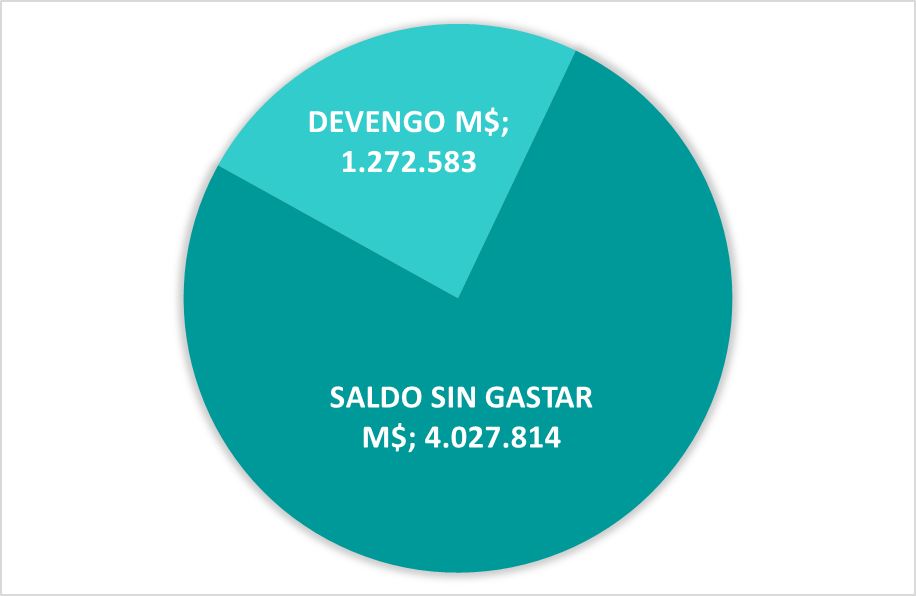 DEVENGO M$;
1.272.583
SALDO SIN GASTAR
M$; 4.027.814